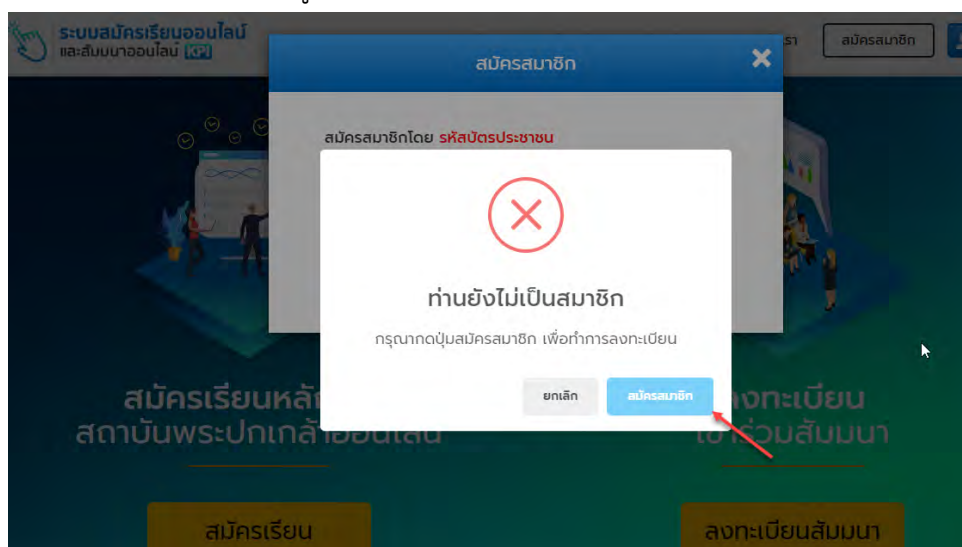 ระบบสมัครเรียนออนไลน์
และสัมมนาออนไลน์ KPI
สมัครสมาชิก
เรา
สมัครสมาชิก
สมัครสมาชิกโดย รหัสบัตรประชาชน
ท่านยังไม่เป็นสมาชิก
กรุณากดปุ่มสมัครสมาชิก เพื่อทำการลงทะเบียน
ยกเลิก
สมัครสมาชิก
สมัครเรียนหลัก
สถาบันพระปกเกล้าออนไลน์
ลงทะเบียน
เข้าร่วมสัมมนา
สมัครเรียน
ลงทะเบียนสัมมนา